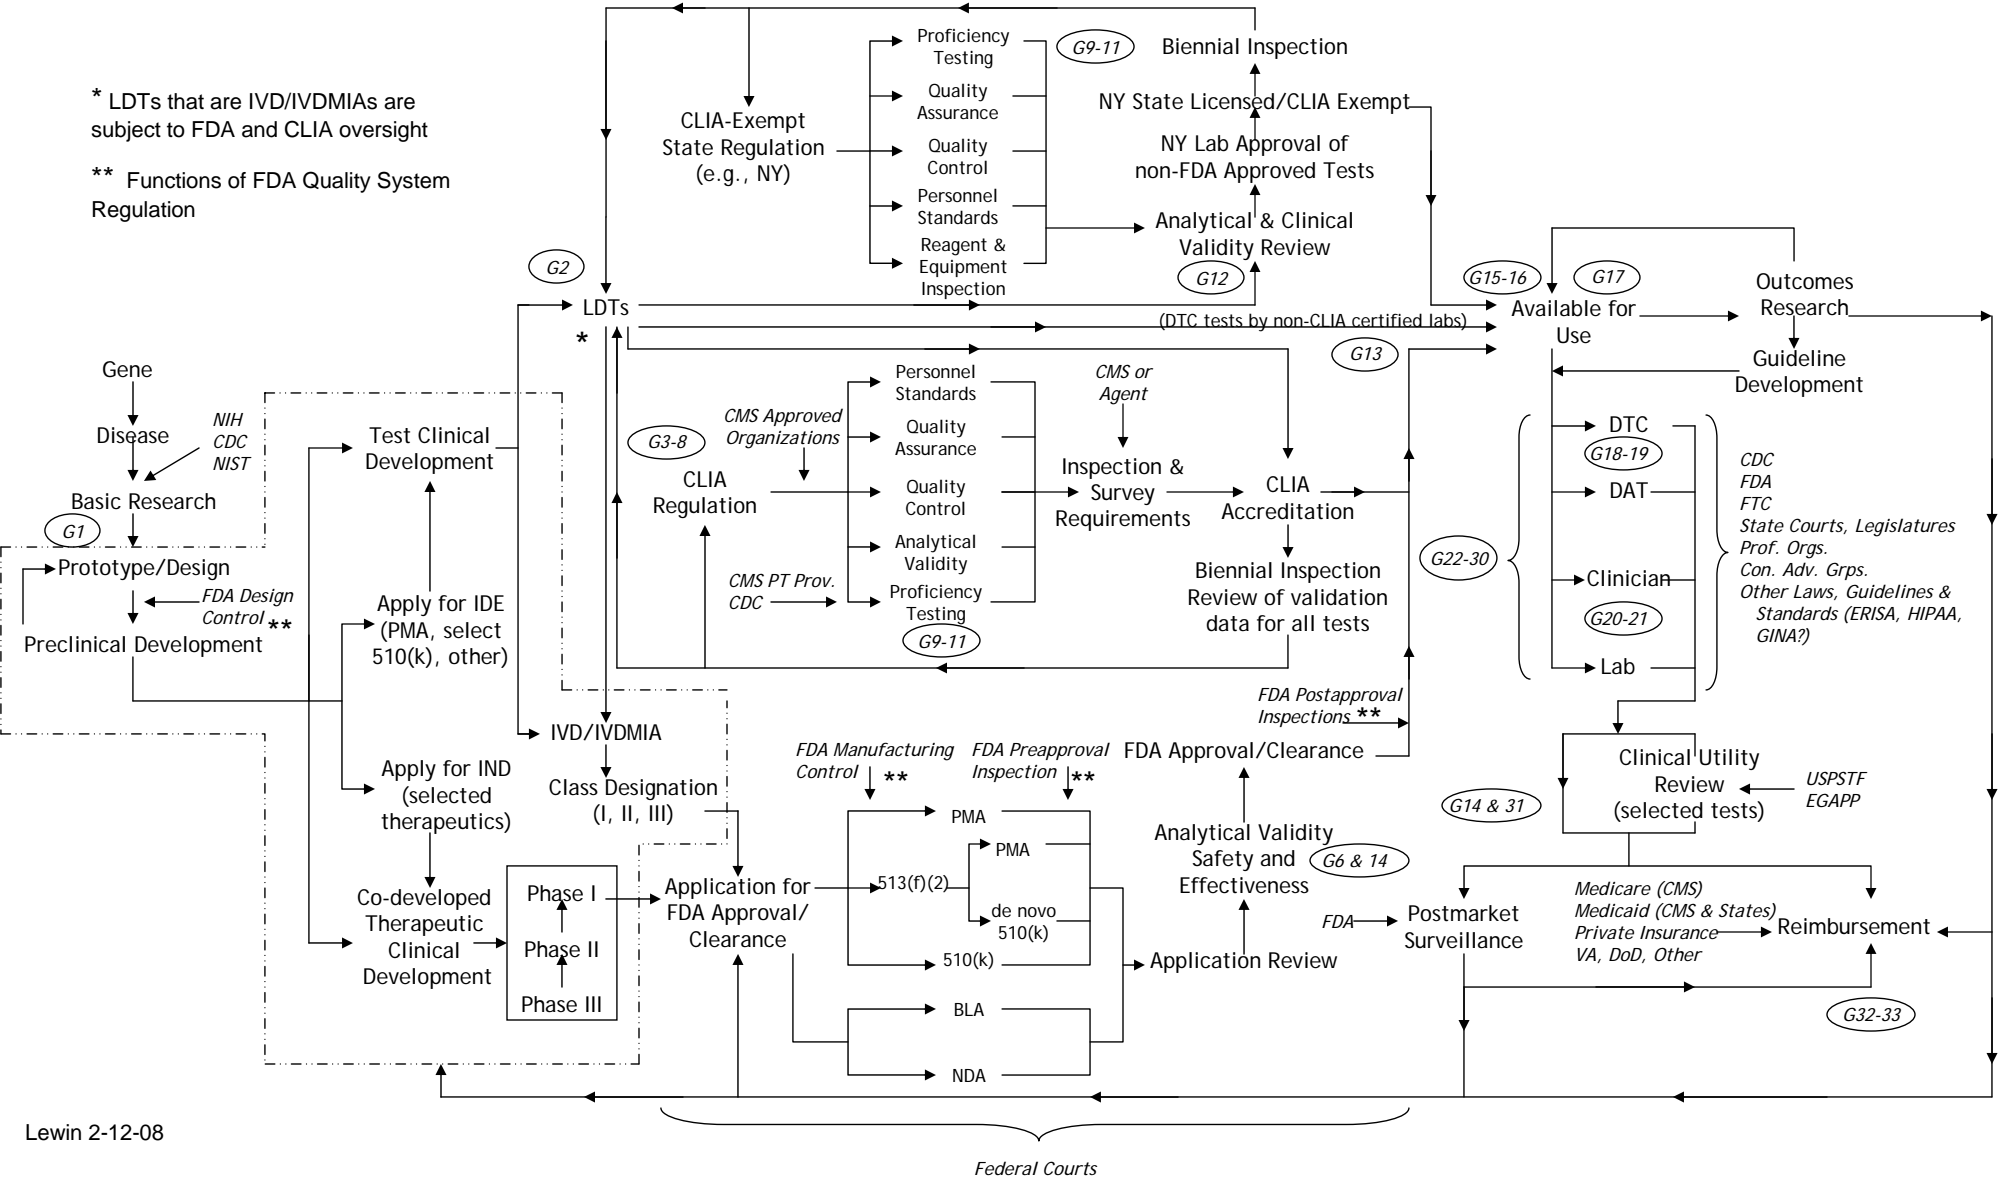 * LDTs that are IVD/IVDMIAs are
subject to FDA and CLIA oversight
** Functions of FDA Quality System
Regulation
CLIA-Exempt
State Regulation
(e.g., NY)
Proficiency
Testing
Quality
Assurance
Quality
Control
Personnel
Standards
Reagent &
Equipment
Inspection
G9-11
Biennial Inspection
NY State Licensed/CLIA Exempt
NY Lab Approval of
non-FDA Approved Tests
Analytical & Clinical
Validity Review
G12
G2
LDTs
*
(DTC tests by non-CLIA certified labs)
G13
G15-16
G17
Available for
Use
Outcomes
Research
Guideline
Development
Gene
Disease
NIH
CDC
NIST
Basic Research
G1
Prototype/Design
FDA Design
Control **
Preclinical Development
Test Clinical
Development
Apply for IDE
(PMA, select
510(k), other)
Apply for IND
(selected
therapeutics)
Co-developed
Therapeutic
Clinical
Development
Phase I
Phase II
Phase III
G3-8
CLIA
Regulation
CMS Approved
Organizations
CMS PT Prov.
CDC
Personnel
Standards
Quality
Assurance
Quality
Control
Analytical
Validity
Proficiency
Testing
G9-11
CMS or
Agent
Inspection &
Survey
Requirements
CLIA
Accreditation
Biennial Inspection
Review of validation
data for all tests
IVD/IVDMIA
Class Designation
(I, II, III)
Application for
FDA Approval/
Clearance
FDA Manufacturing
Control **
FDA Preapproval
Inspection **
PMA
513(f)(2)
PMA
de novo
510(k)
510(k)
BLA
NDA
FDA Postapproval
Inspections **
FDA Approval/Clearance
Analytical Validity
Safety and
Effectiveness
G6 & 14
Application Review
G22-30
DTC
G18-19
DAT
Clinician
G20-21
Lab
CDC
FDA
FTC
State Courts, Legislatures
Prof. Orgs.
Con. Adv. Grps.
Other Laws, Guidelines &
Standards (ERISA, HIPAA,
GINA?)
Clinical Utility
Review
(selected tests)
USPSTF
EGAPP
G14 & 31
FDA
Postmarket
Surveillance
Medicare (CMS)
Medicaid (CMS & States)
Private Insurance
VA, DoD, Other
Reimbursement
G32-33
Lewin 2-12-08
Federal Courts